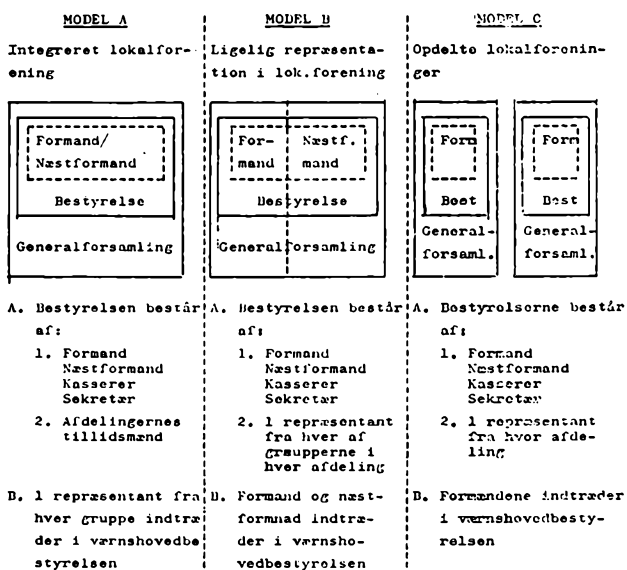 MODEL A
Integreret lokalfor-
ening
Formand/
Næstformand
Bestyrelse
Generalforsamling
A. Bestyrelsen består
af:
1. Formand
Næstformand
Kasserer
Sekretær
2. Afdelingernes
tillidsmænd
B. 1 repræsentant fra
hver gruppe indtræ
der i værnshovedbe
styrelsen
MODEL B
Ligelig repræsenta-
tion i lok.forening
For-
mand
Næstf.
mand
Bestyrelse
Generalforsamling
A. Bestyrelsen består
af:
1. Formand
Næstformand
Kasserer
Sekretær
2. 1 repræsentant
fra hver af
graupperne i
hver afdeling
B. Formand og næst-
formnad indtræ-
der i værnsho-
vedbestyrelsen
MODEL C
Opdelte lokalforenin-
ger
Form
Best
General-
forsaml.
Form
Best
General-
forsaml.
A. Bestyrelserne består
af:
1. Formand
Næstformand
Kasserer
Sekretær
2. 1 repræsentant
fra hver afde-
ling
B. Formændene indtræder
i værnshovedbesty-
relsen